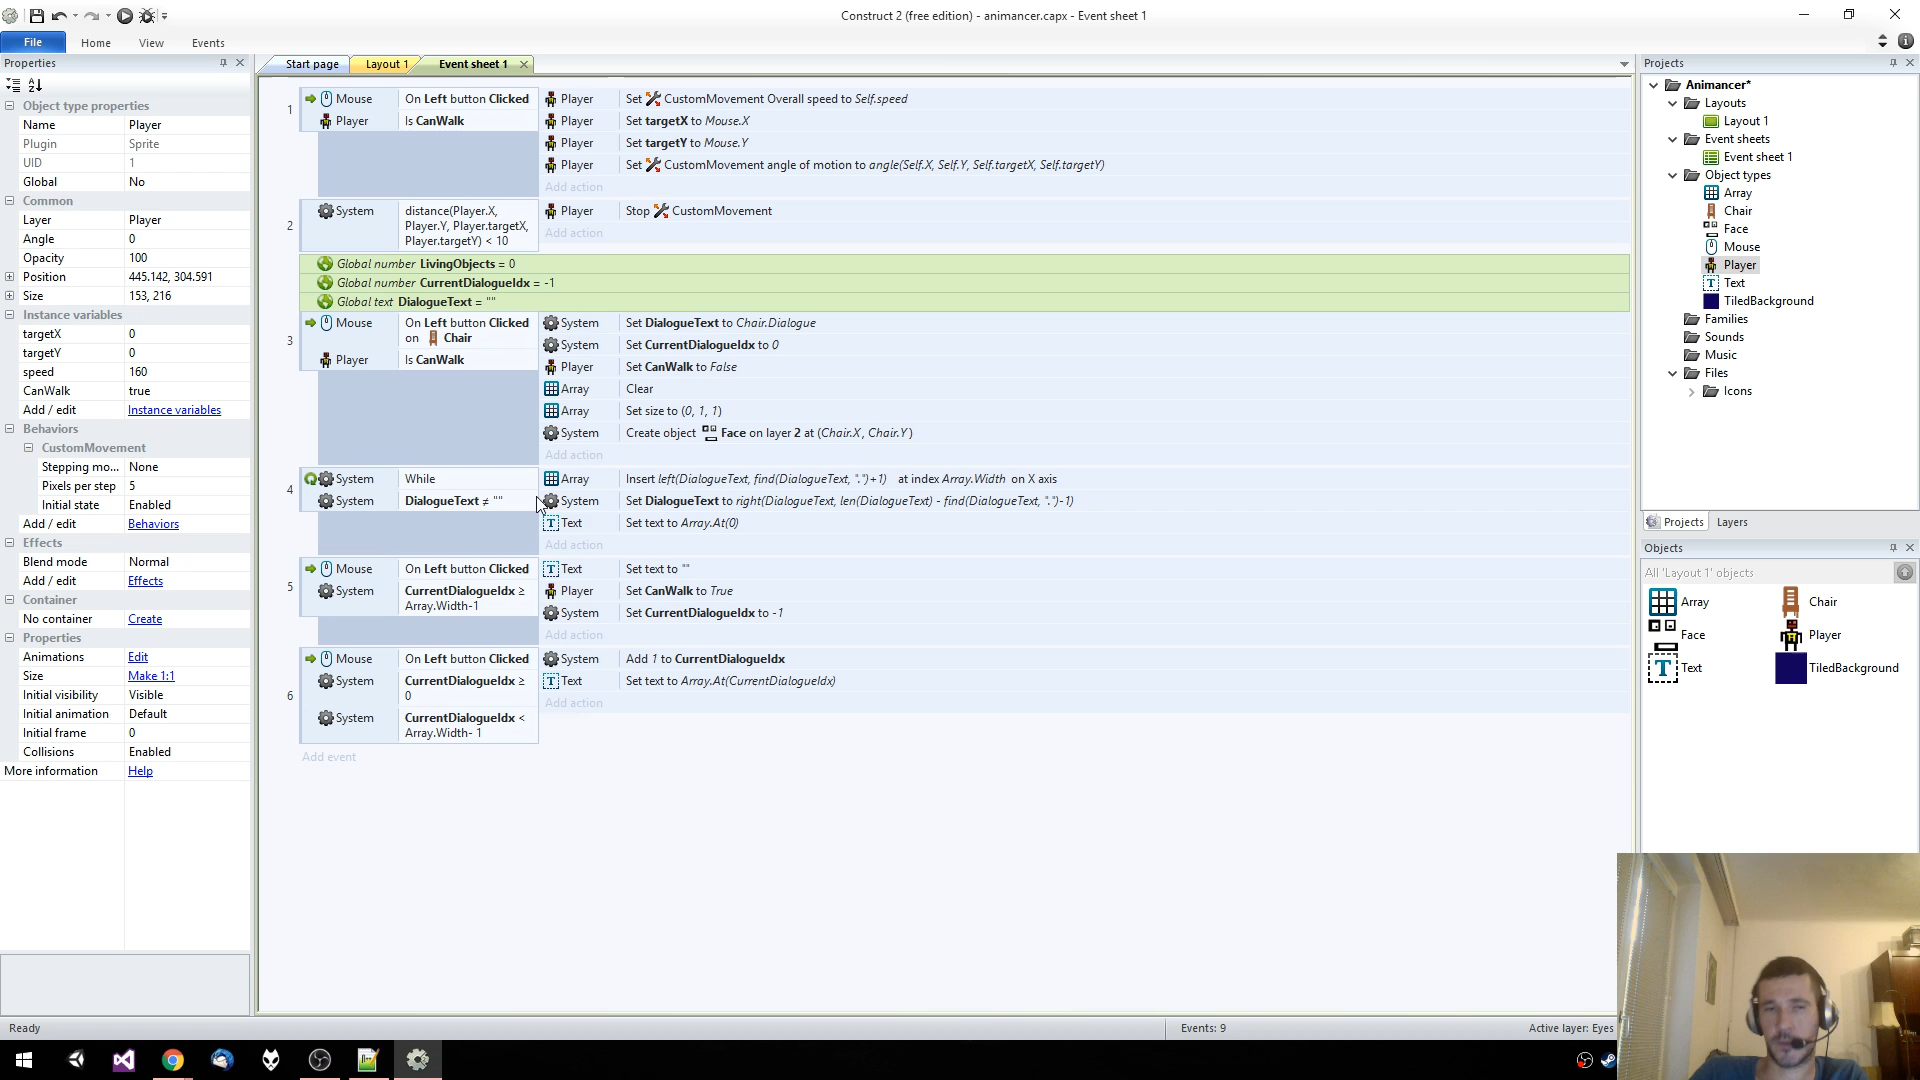 Construct 2 (free edition) - animancer.capx - Event sheet 1
File
Home
View
Events
Properties
Start page
Layout 1
Event sheet 1
Projects
Object type properties
Name Player
Plugin Sprite
UID 1
Global No
Common
Layer Player
Angle 0
Opacity 100
Position 445.142, 304.591
Size 153, 216
Instance variables
targetX 0
targetY 0
speed 160
CanWalk true
Add / edit Instance variables
Behaviors
CustomMovement
Stepping mo... None
Pixels per step 5
Initial state Enabled
Add / edit Behaviors
Effects
Blend mode Normal
Add / edit Effects
Container
No container Create
Properties
Animations Edit
Size Make 1:1
Initial visibility Visible
Initial animation Default
Initial frame 0
Collisions Enabled
More information Help
1
Mouse On Left button Clicked
Player Is CanWalk
Player Set CustomMovement Overall speed to Self.speed
Player Set targetX to Mouse.X
Player Set targetY to Mouse.Y
Player Set CustomMovement angle of motion to angle(Self.X, Self.Y, Self.targetX, Self.targetY)
Add action
2
System distance(Player.X,
Player.Y, Player.targetX,
Player.targetY) < 10
Player Stop CustomMovement
Add action
Global number LivingObjects = 0
Global number CurrentDialogueIdx = -1
Global text DialogueText = ""
3
Mouse On Left button Clicked
on Chair
Player Is CanWalk
System Set DialogueText to Chair.Dialogue
System Set CurrentDialogueIdx to 0
Player Set CanWalk to False
Array Clear
Array Set size to (0, 1, 1)
System Create object Face on layer 2 at (Chair.X, Chair.Y)
Add action
4
System While
System DialogueText ≠ ""
Array Insert left(DialogueText, find(DialogueText, ".")+1) at index Array.Width on X axis
System Set DialogueText to right(DialogueText, len(DialogueText) - find(DialogueText, ".")-1)
Text Set text to Array.At(0)
Add action
5
Mouse On Left button Clicked
System CurrentDialogueIdx ≥
Array.Width-1
Text Set text to ""
Player Set CanWalk to True
System Set CurrentDialogueIdx to -1
Add action
6
Mouse On Left button Clicked
System CurrentDialogueIdx ≥
0
System CurrentDialogueIdx <
Array.Width- 1
System Add 1 to CurrentDialogueIdx
Text Set text to Array.At(CurrentDialogueIdx)
Add action
Add event
Animancer*
Layouts
Layout 1
Event sheets
Event sheet 1
Object types
Array
Chair
Face
Mouse
Player
Text
TiledBackground
Families
Sounds
Music
Files
Icons
Projects
Layers
Objects
All 'Layout 1' objects
Array
Chair
Face
Player
Text
TiledBackground
Ready
Events: 9
Active layer: Eyes